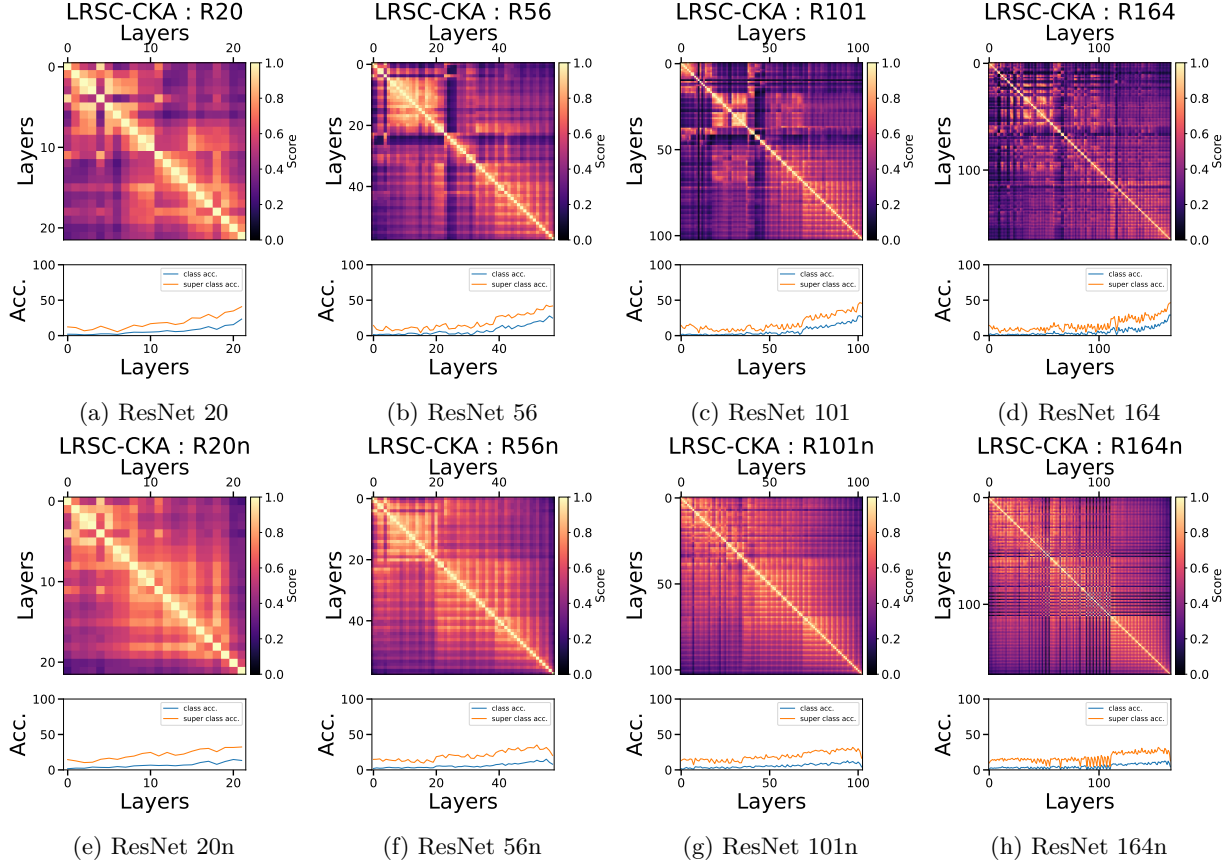 LRSC-CKA : R20 LRSC-CKA : R56 LRSC-CKA : R101 LRSC-CKA : R164
Layers Layers Layers Layers
0 10 20 0 20 40 0 50 100 0 100
0 10 20 Layers 1.0 0.8 0.6 0.4 0.2 0.0 Score
0 20 40 Layers 1.0 0.8 0.6 0.4 0.2 0.0 Score
0 50 100 Layers 1.0 0.8 0.6 0.4 0.2 0.0 Score
0 100 Layers 1.0 0.8 0.6 0.4 0.2 0.0 Score
100 50 0 Acc. class acc. super class acc.
100 50 0 Acc. class acc. super class acc.
100 50 0 Acc. class acc. super class acc.
100 50 0 Acc. class acc. super class acc.
0 10 20 0 20 40 0 50 100 0 100
Layers Layers Layers Layers
(a) ResNet 20 (b) ResNet 56 (c) ResNet 101 (d) ResNet 164
LRSC-CKA : R20n LRSC-CKA : R56n LRSC-CKA : R101n LRSC-CKA : R164n
Layers Layers Layers Layers
0 10 20 0 20 40 0 50 100 0 100
0 10 20 Layers 1.0 0.8 0.6 0.4 0.2 0.0 Score
0 20 40 Layers 1.0 0.8 0.6 0.4 0.2 0.0 Score
0 50 100 Layers 1.0 0.8 0.6 0.4 0.2 0.0 Score
0 100 Layers 1.0 0.8 0.6 0.4 0.2 0.0 Score
100 50 0 Acc. class acc. super class acc.
100 50 0 Acc. class acc. super class acc.
100 50 0 Acc. class acc. super class acc.
100 50 0 Acc. class acc. super class acc.
0 10 20 0 20 40 0 50 100 0 100
Layers Layers Layers Layers
(e) ResNet 20n (f) ResNet 56n (g) ResNet 101n (h) ResNet 164n